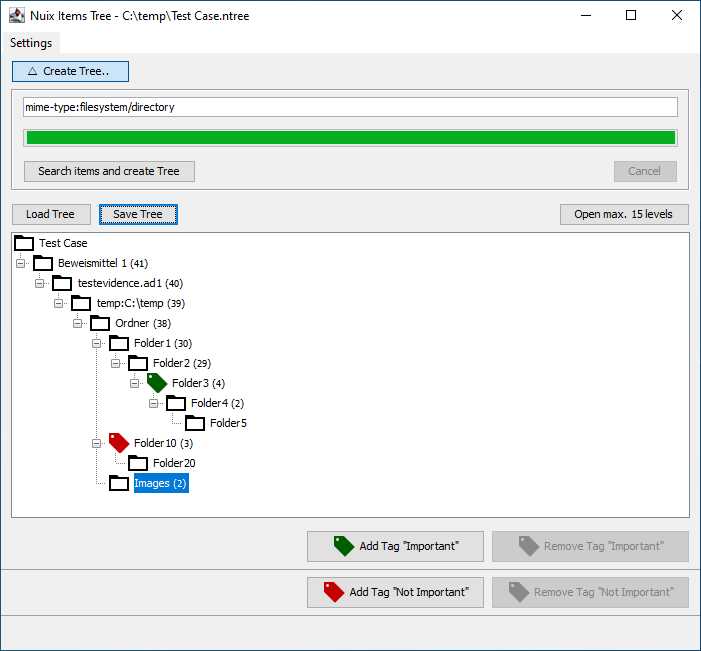 Nuix Items Tree - C:\temp\Test Case.ntree
Settings
△ Create Tree..
mime-type:filesystem/directory
Search items and create Tree
Cancel
Load Tree
Save Tree
Open max. 15 levels
Test Case
Beweismittel 1 (41)
testevidence.ad1 (40)
temp:C:\temp (39)
Ordner (38)
Folder1 (30)
Folder2 (29)
Folder3 (4)
Folder4 (2)
Folder5
Folder10 (3)
Folder20
Images (2)
Add Tag "Important"
Remove Tag "Important"
Add Tag "Not Important"
Remove Tag "Not Important"